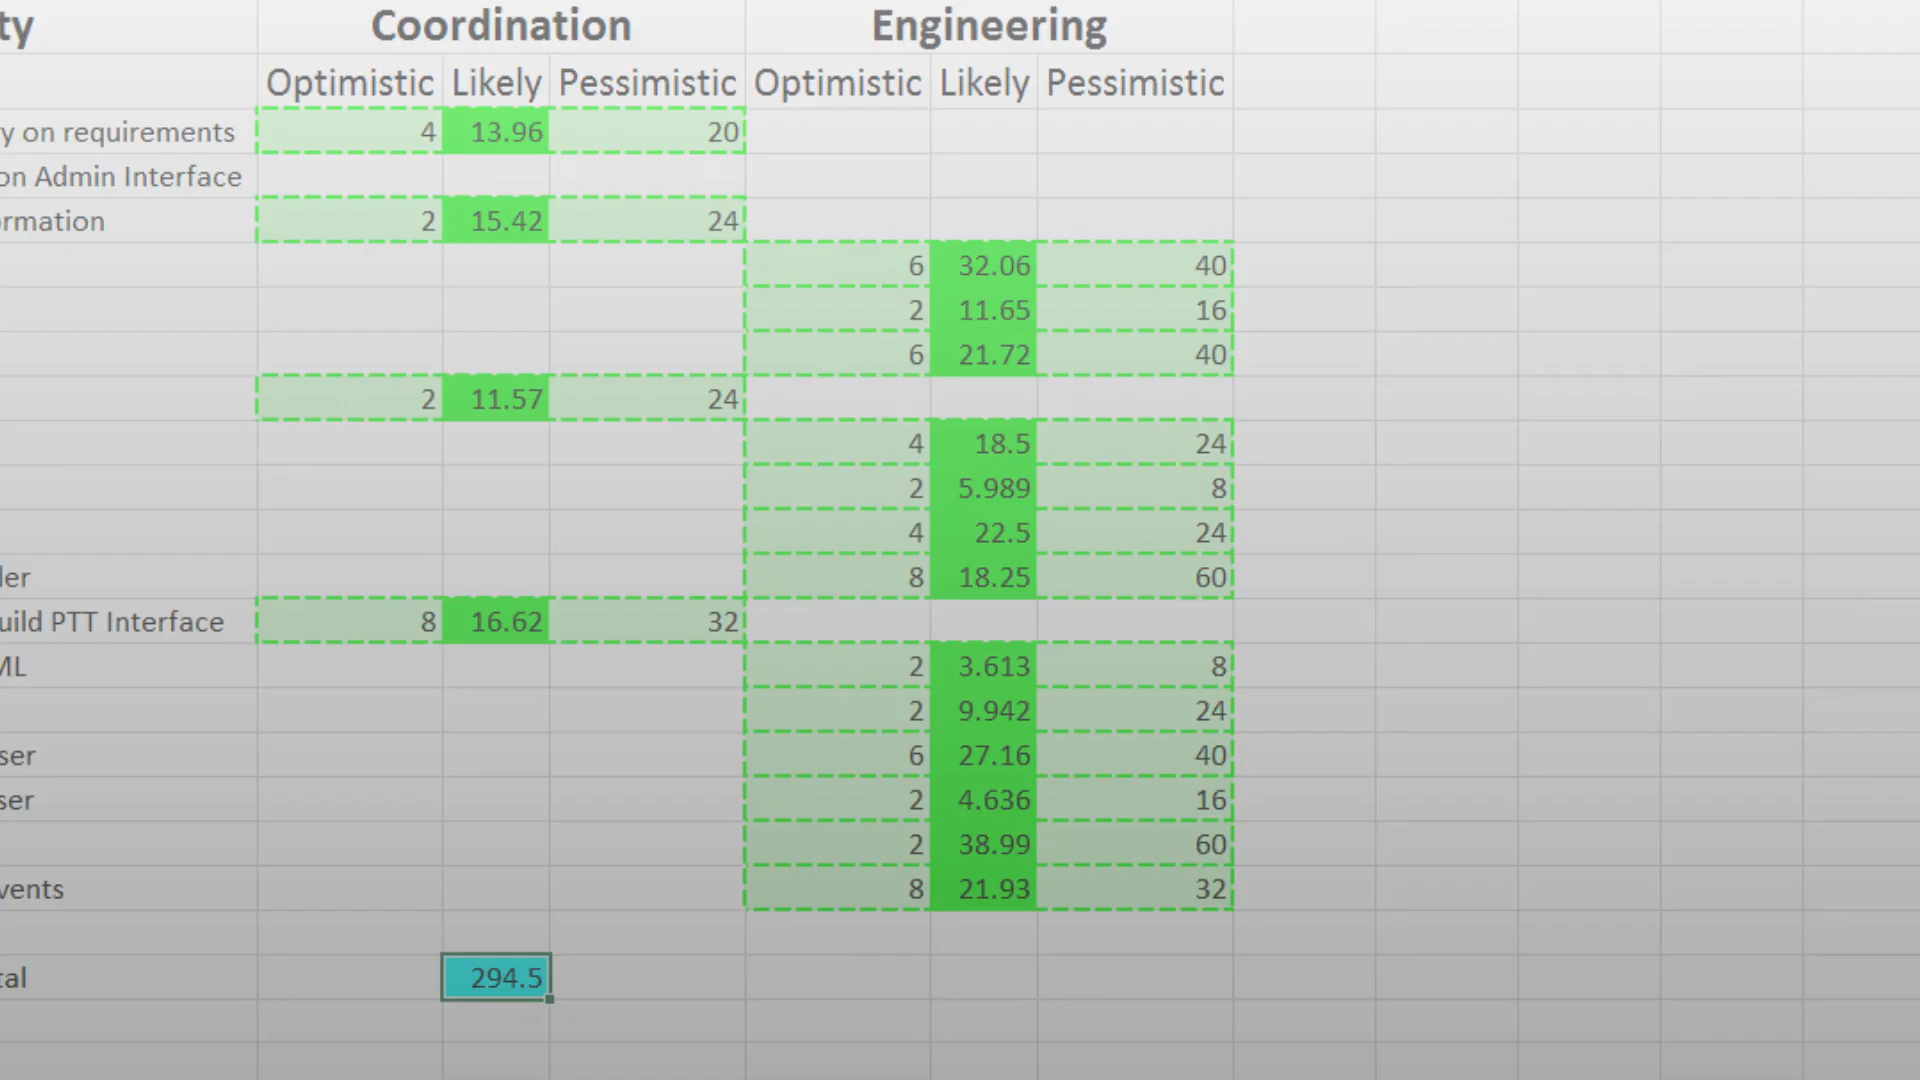 ty Coordination Engineering
Optimistic Likely Pessimistic Optimistic Likely Pessimistic
y on requirements 4 13.96 20
on Admin Interface
rmation 2 15.42 24
6 32.06 40
2 11.65 16
6 21.72 40
2 11.57 24
4 18.5 24
2 5.989 8
4 22.5 24
der 8 18.25 60
uild PTT Interface 8 16.62 32
ML 2 3.613 8
2 9.942 24
ser 6 27.16 40
ser 2 4.636 16
2 38.99 60
vents 8 21.93 32
tal 294.5